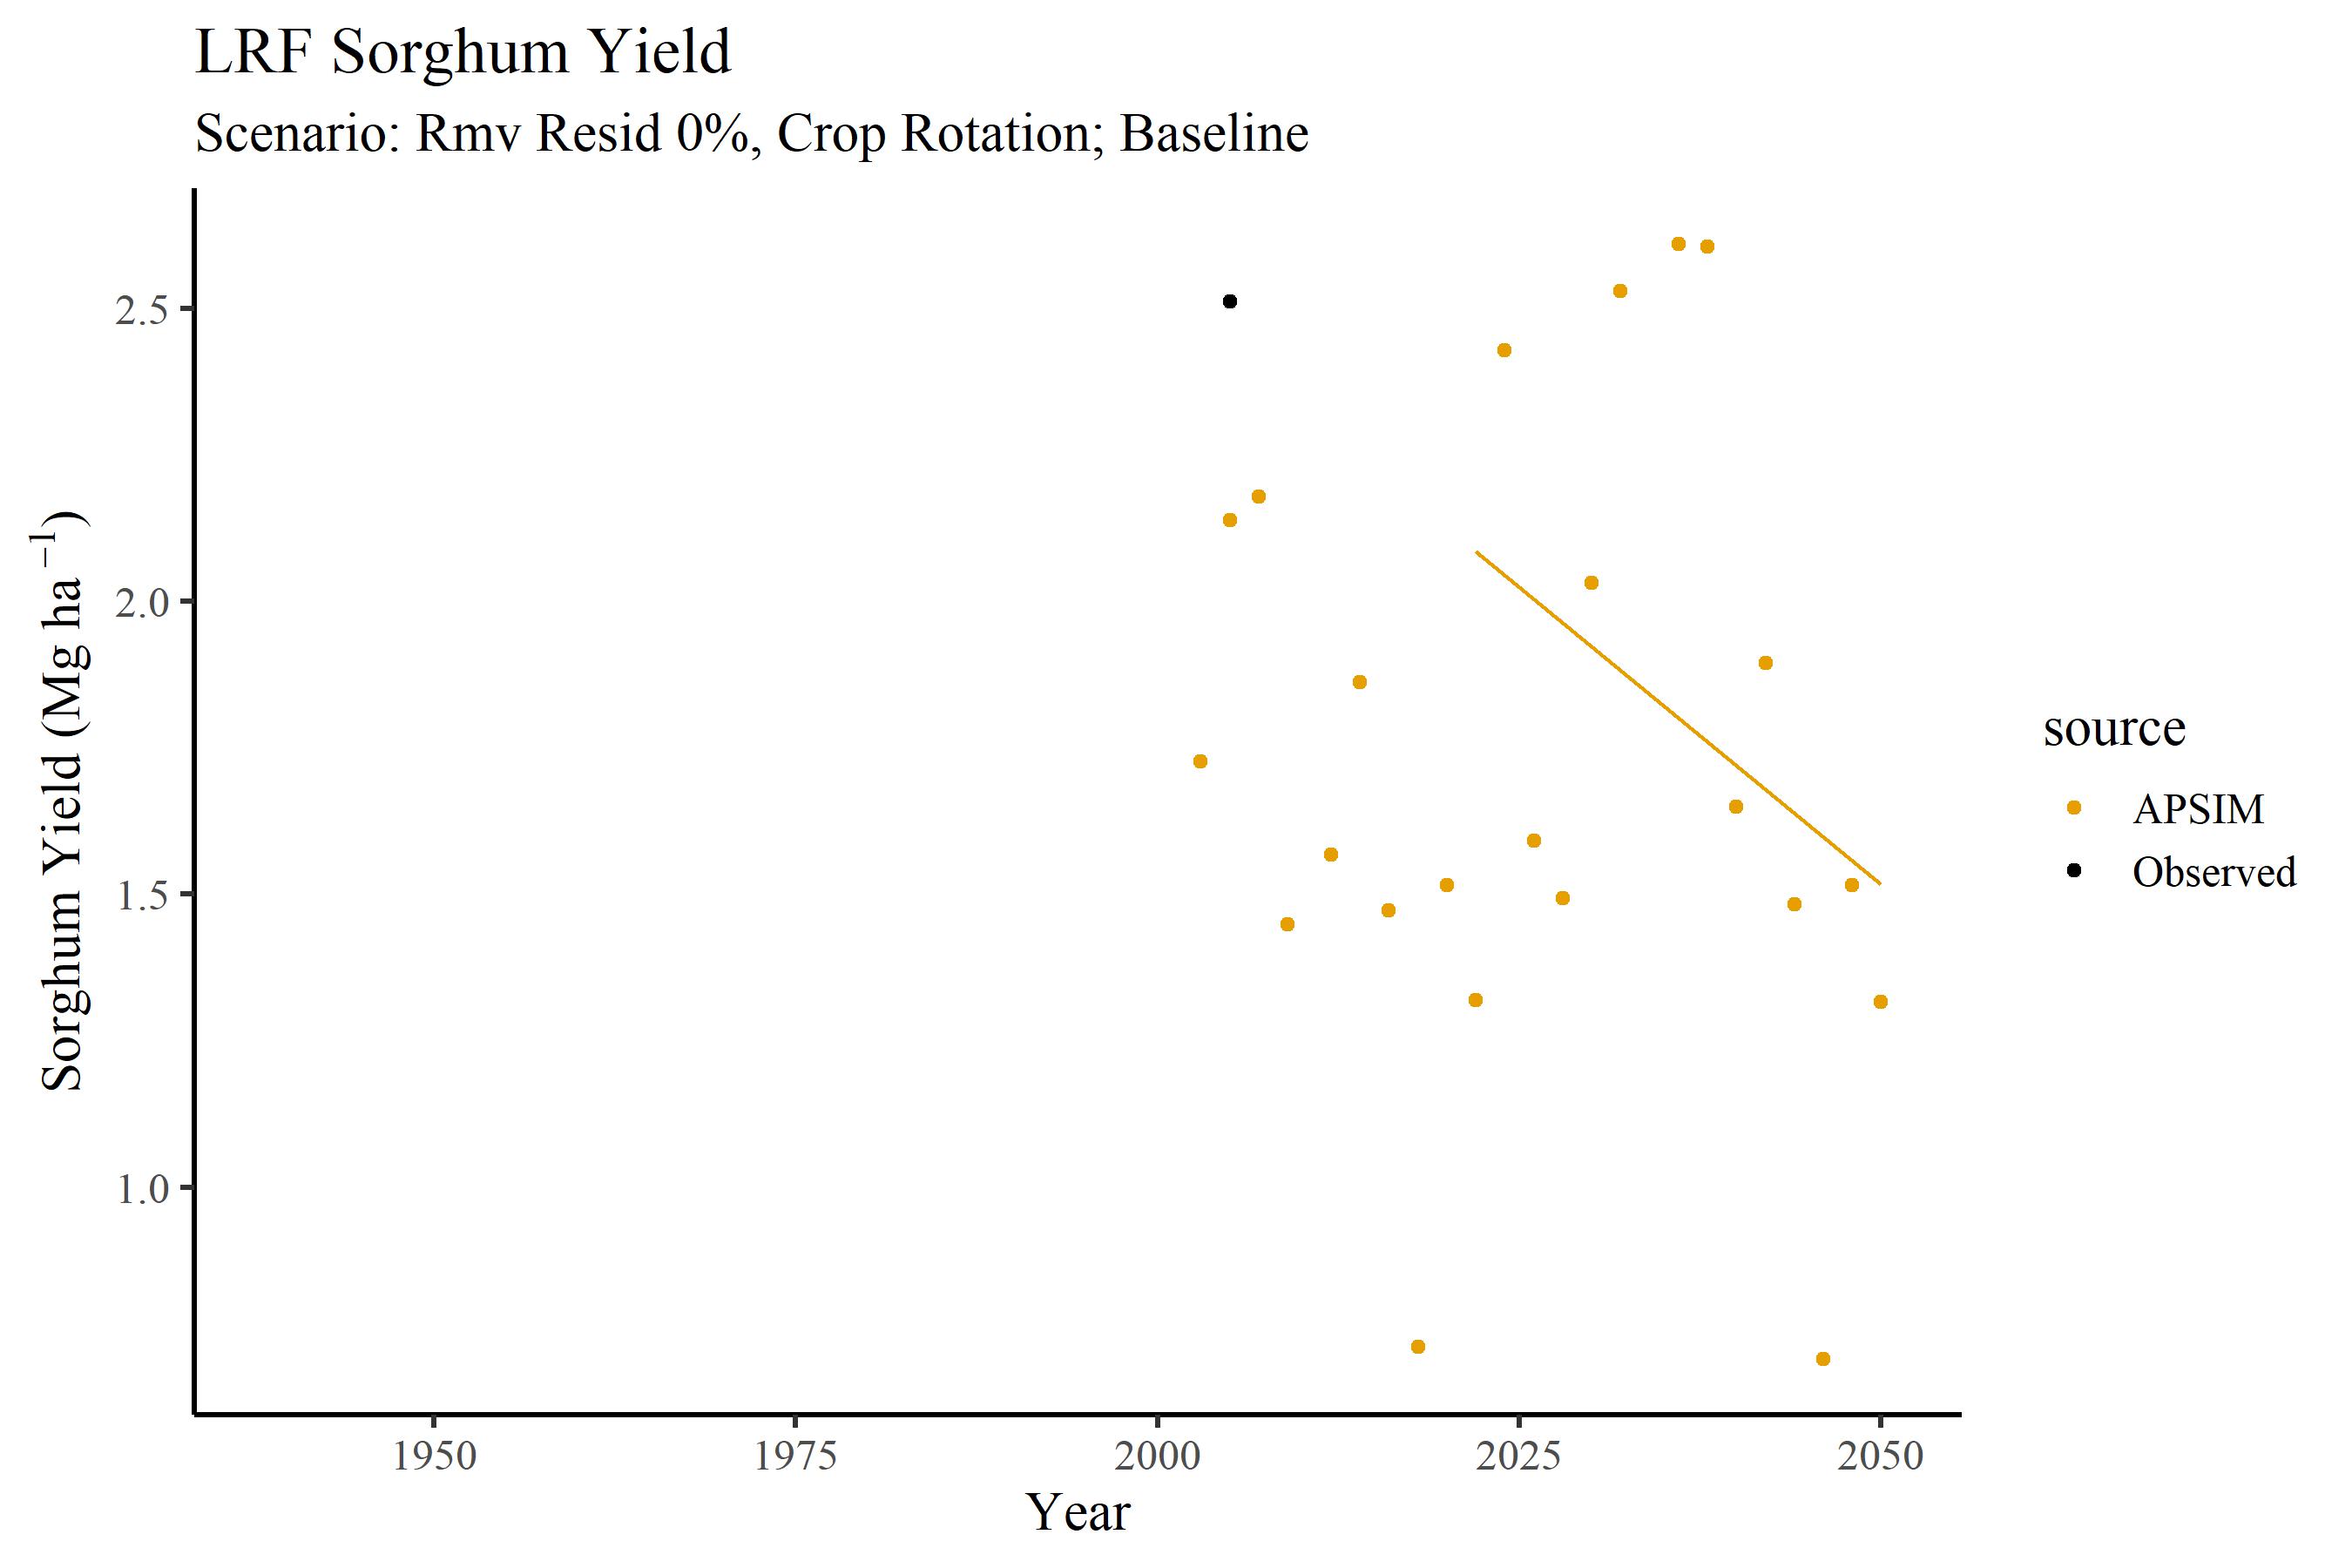 LRF Sorghum Yield
Scenario: Rmv Resid 0%, Crop Rotation; Baseline
Sorghum Yield (Mg ha⁻¹)
2.5
2.0
1.5
1.0
1950 1975 2000 2025 2050
Year
source
APSIM
Observed